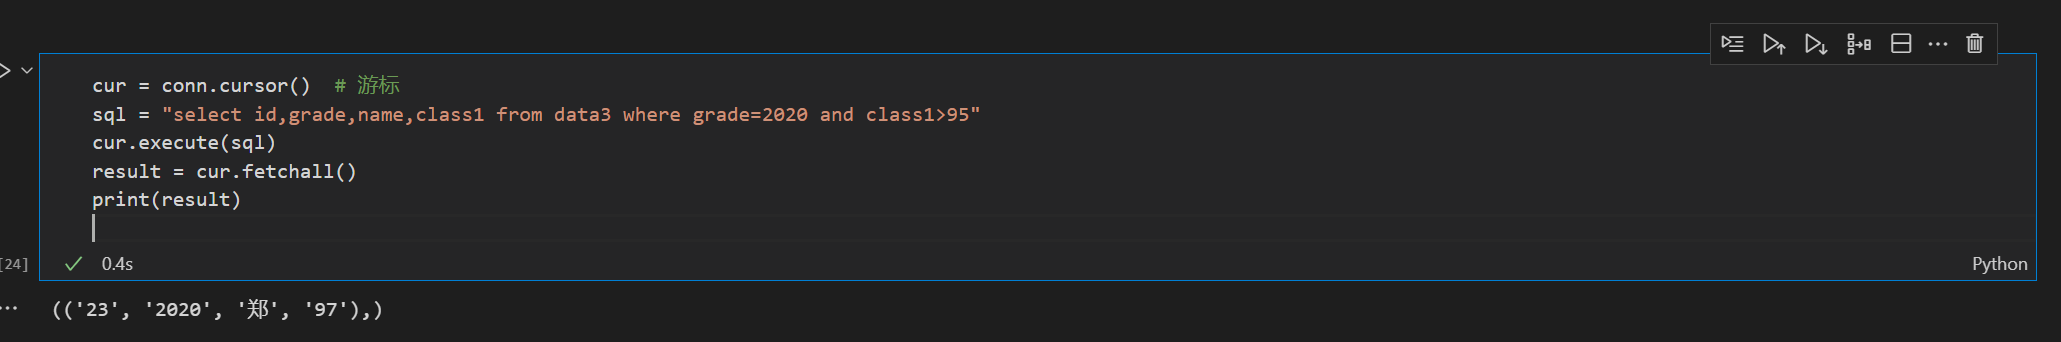 cur = conn.cursor()  # 游标
sql = "select id,grade,name,class1 from data3 where grade=2020 and class1>95"
cur.execute(sql)
result = cur.fetchall()
print(result)
[24]
0.4s
Python
(('23', '2020', '郑', '97'),)